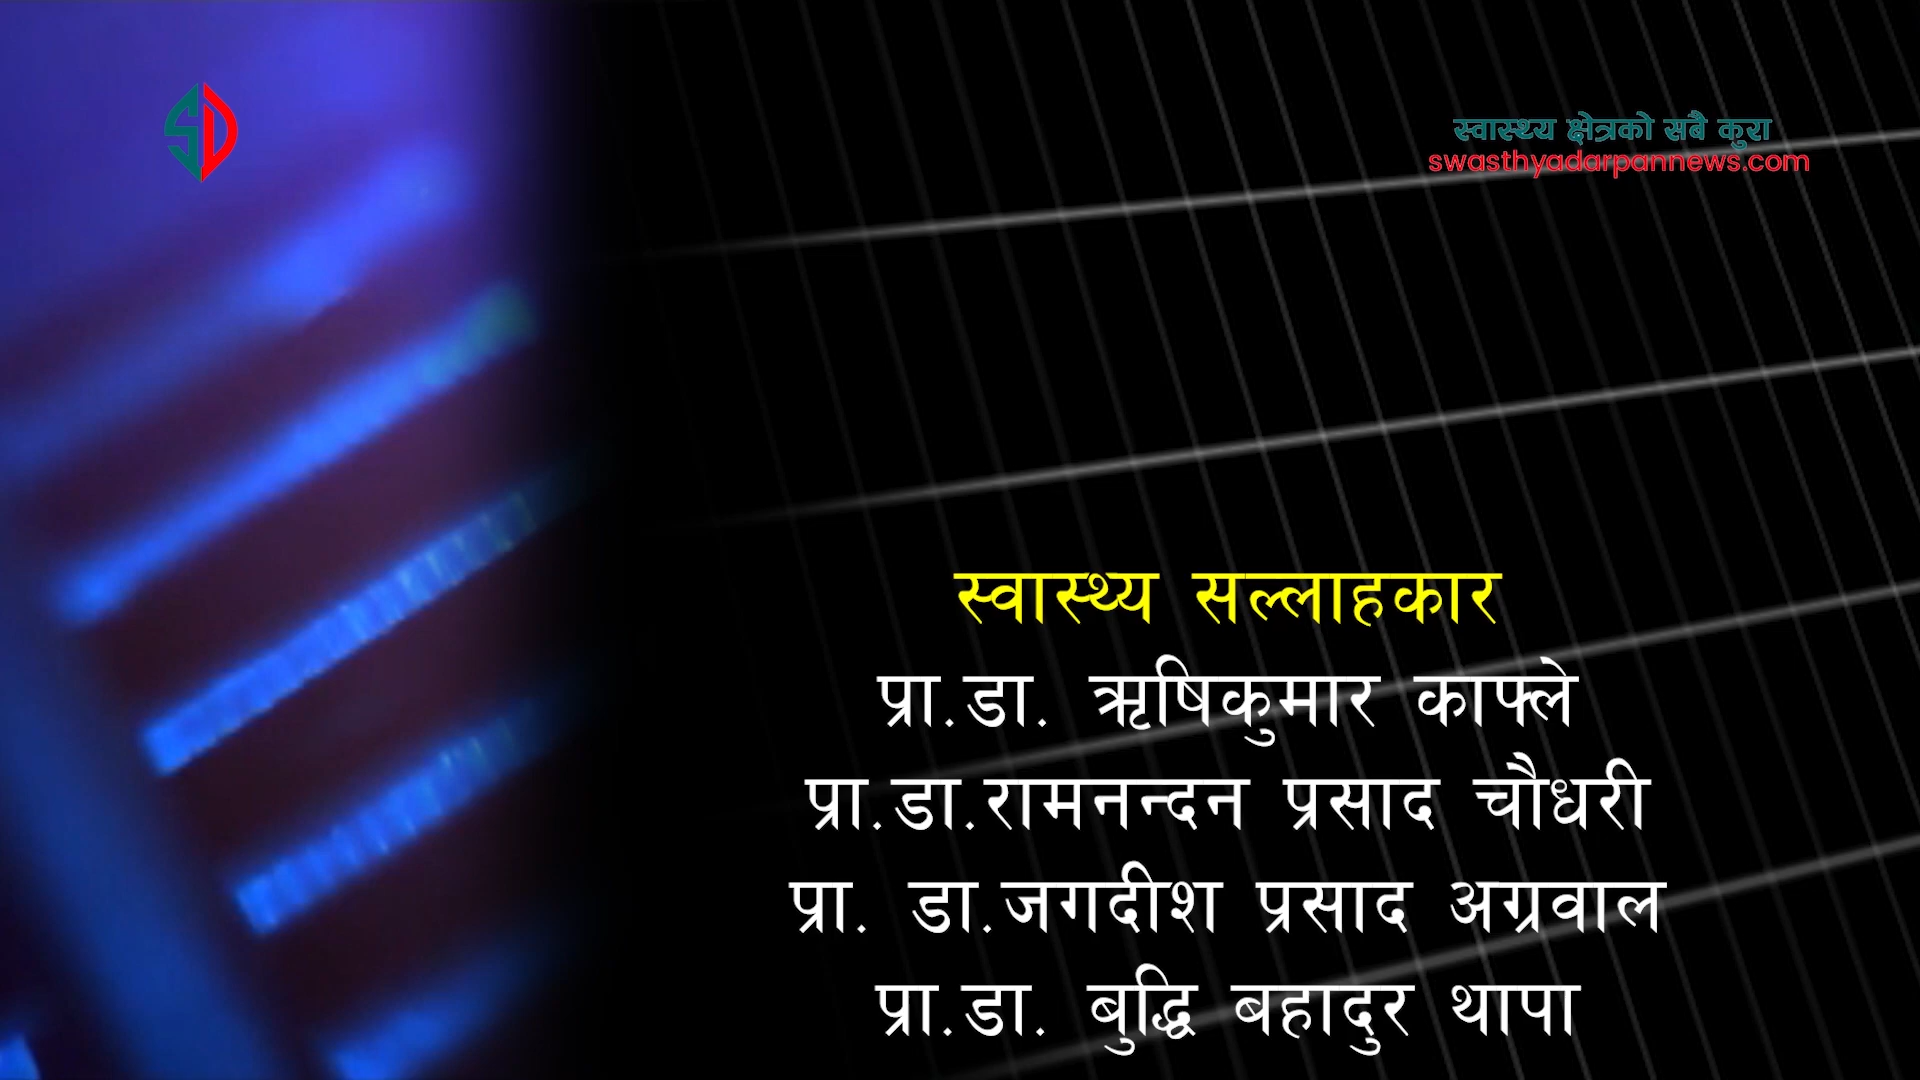 SD
स्वास्थ्य क्षेत्रको सबै कुरा
swasthyadarpannews.com
स्वास्थ्य सल्लाहकार
प्रा.डा. ऋषिकुमार काफ्ले
प्रा.डा.रामनन्दन प्रसाद चौधरी
प्रा. डा.जगदीश प्रसाद अग्रवाल
प्रा.डा. बुद्धि बहादुर थापा